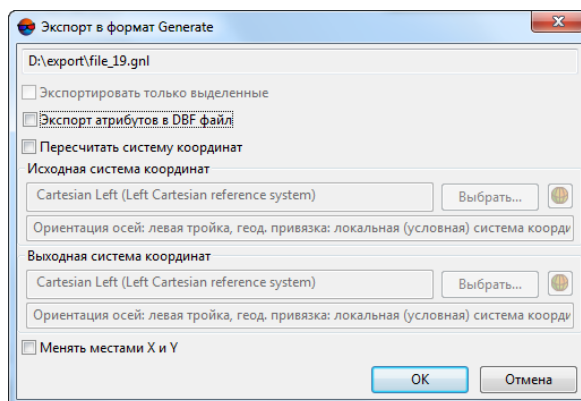 Экспорт в формат Generate
D:\export\file_19.gnl
Экспортировать только выделенные
Экспорт атрибутов в DBF файл
Пересчитать систему координат
Исходная система координат
Cartesian Left (Left Cartesian reference system)
Выбрать...
Ориентация осей: левая тройка, геод. привязка: локальная (условная) система коорди
Выходная система координат
Cartesian Left (Left Cartesian reference system)
Выбрать...
Ориентация осей: левая тройка, геод. привязка: локальная (условная) система коорди
Менять местами X и Y
OK
Отмена